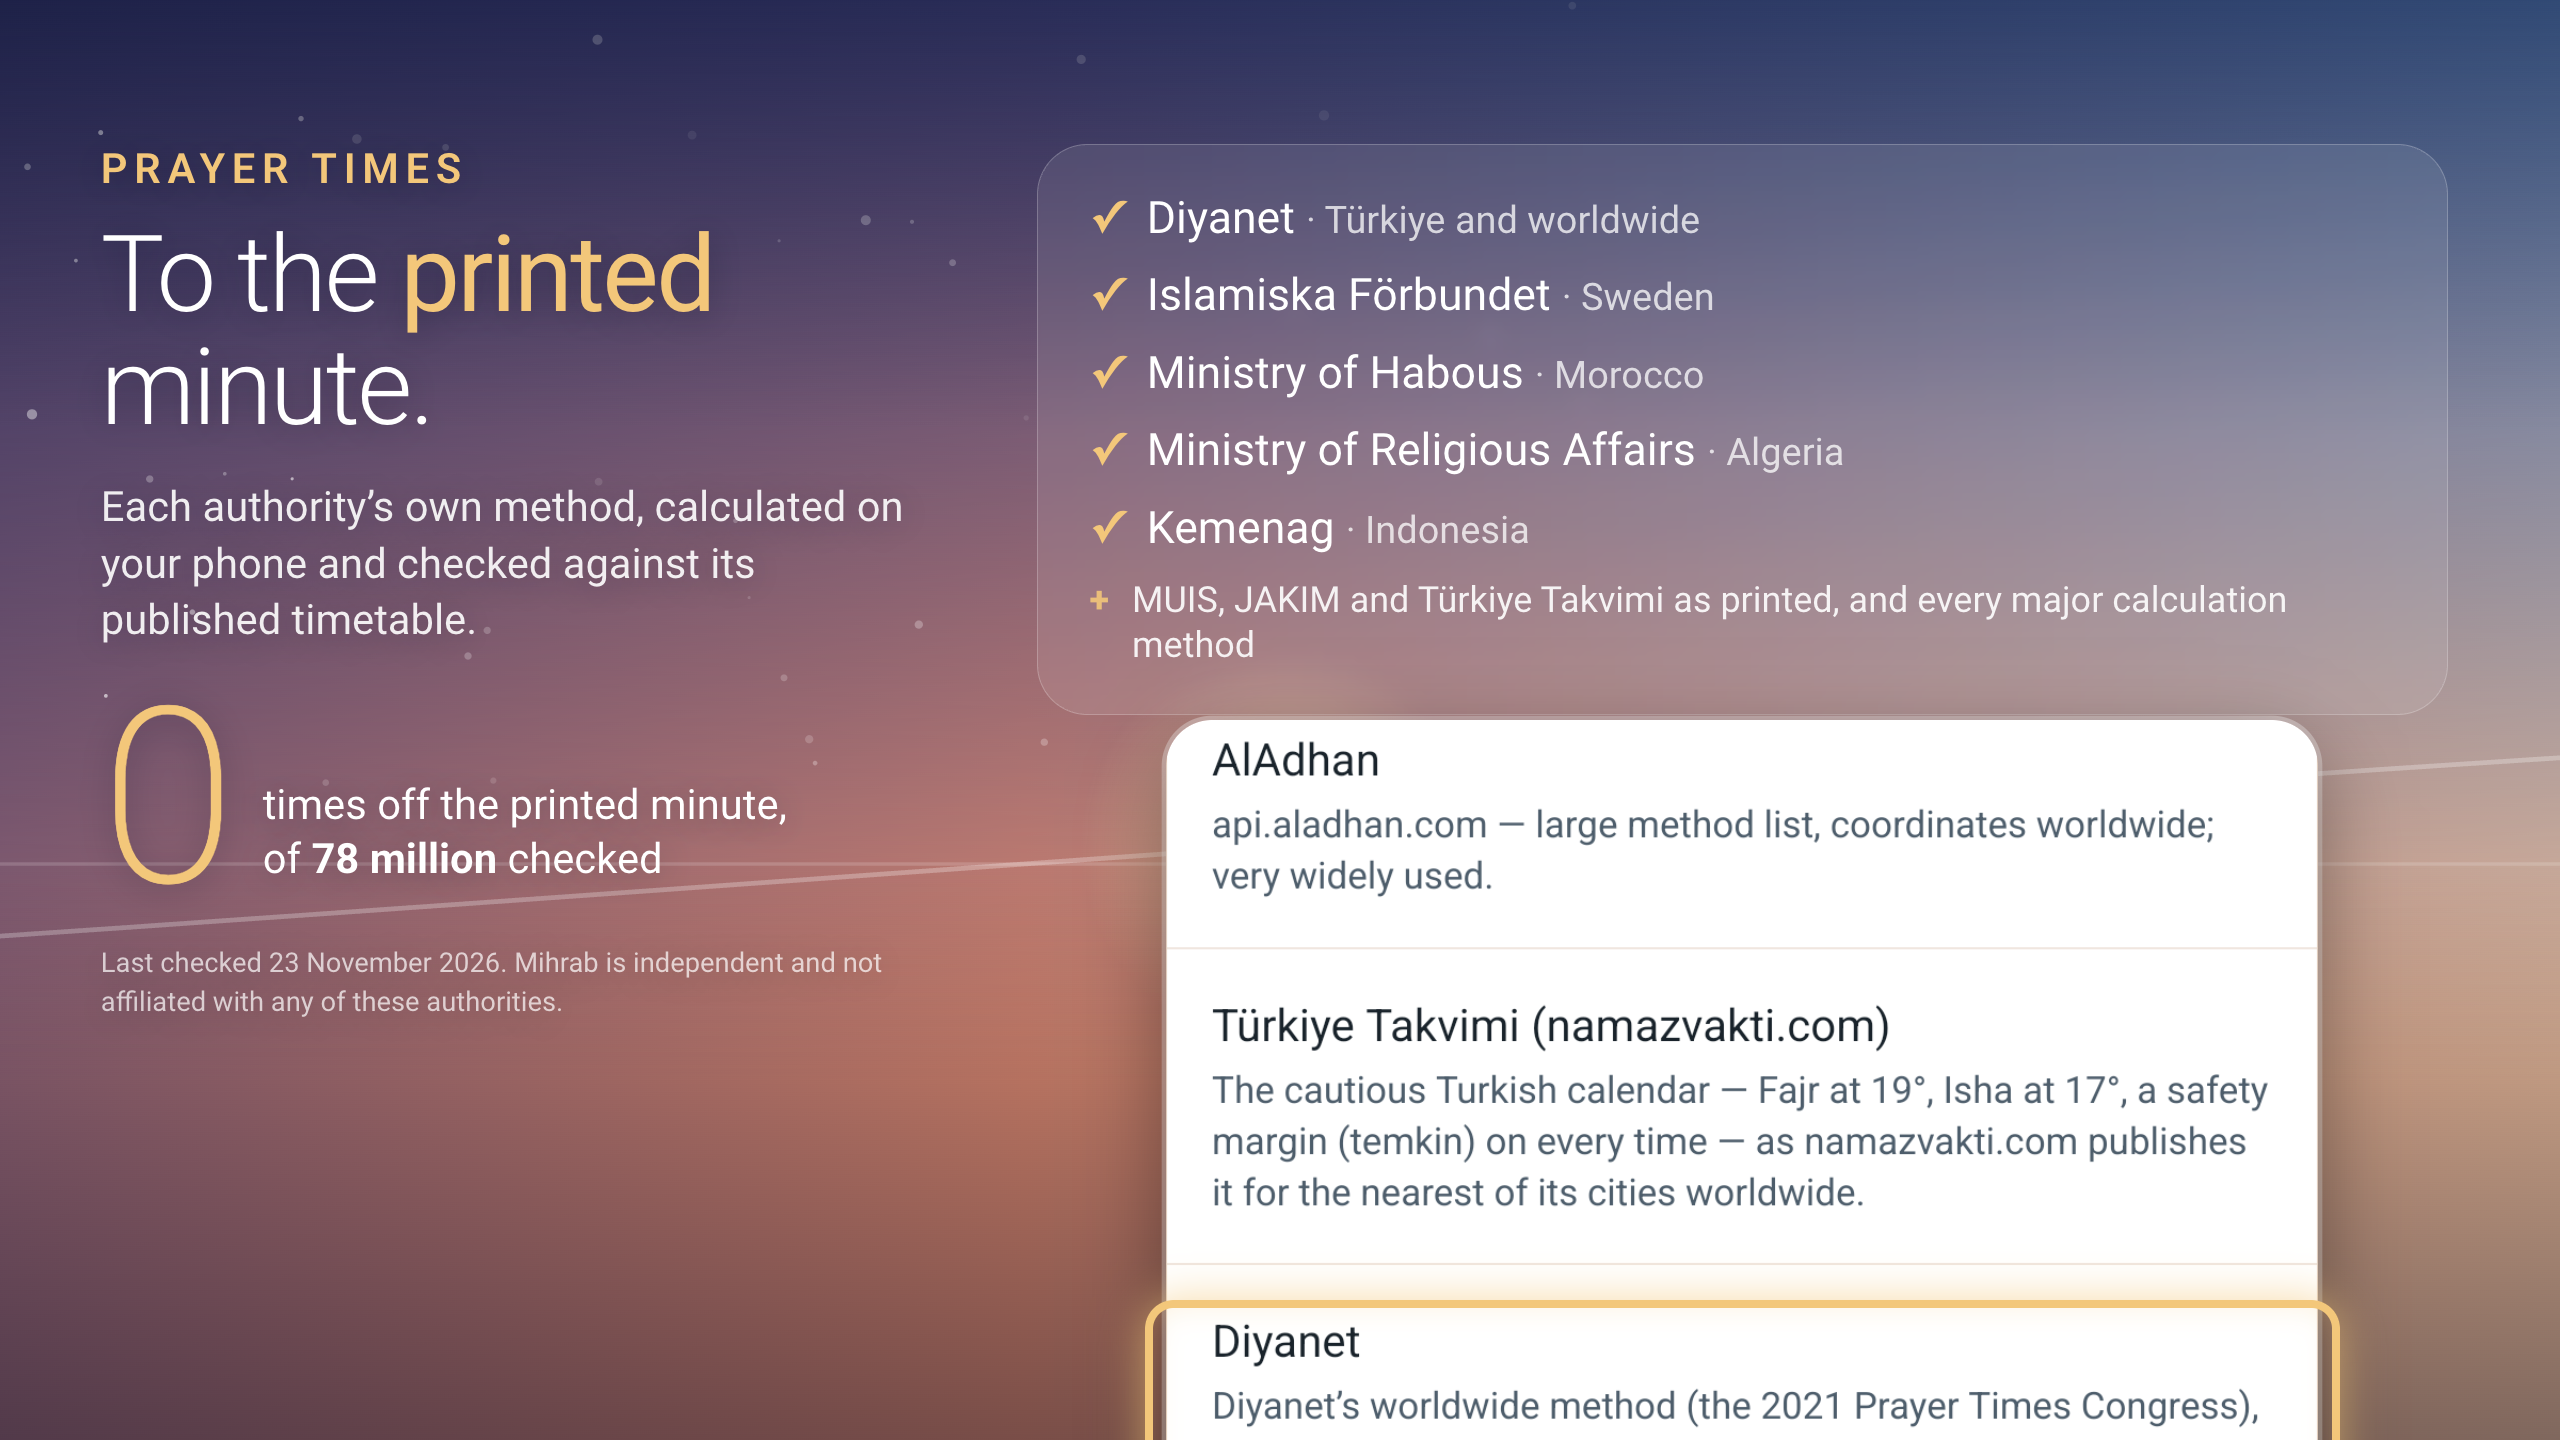 PRAYER TIMES
To the printed
minute.
Each authority’s own method, calculated on
your phone and checked against its
published timetable.
0
times off the printed minute,
of 78 million checked
Last checked 23 November 2026. Mihrab is independent and not
affiliated with any of these authorities.
✓ Diyanet · Türkiye and worldwide
✓ Islamiska Förbundet · Sweden
✓ Ministry of Habous · Morocco
✓ Ministry of Religious Affairs · Algeria
✓ Kemenag · Indonesia
+ MUIS, JAKIM and Türkiye Takvimi as printed, and every major calculation
method
AlAdhan
api.aladhan.com — large method list, coordinates worldwide;
very widely used.
Türkiye Takvimi (namazvakti.com)
The cautious Turkish calendar — Fajr at 19°, Isha at 17°, a safety
margin (temkin) on every time — as namazvakti.com publishes
it for the nearest of its cities worldwide.
Diyanet
Diyanet’s worldwide method (the 2021 Prayer Times Congress),